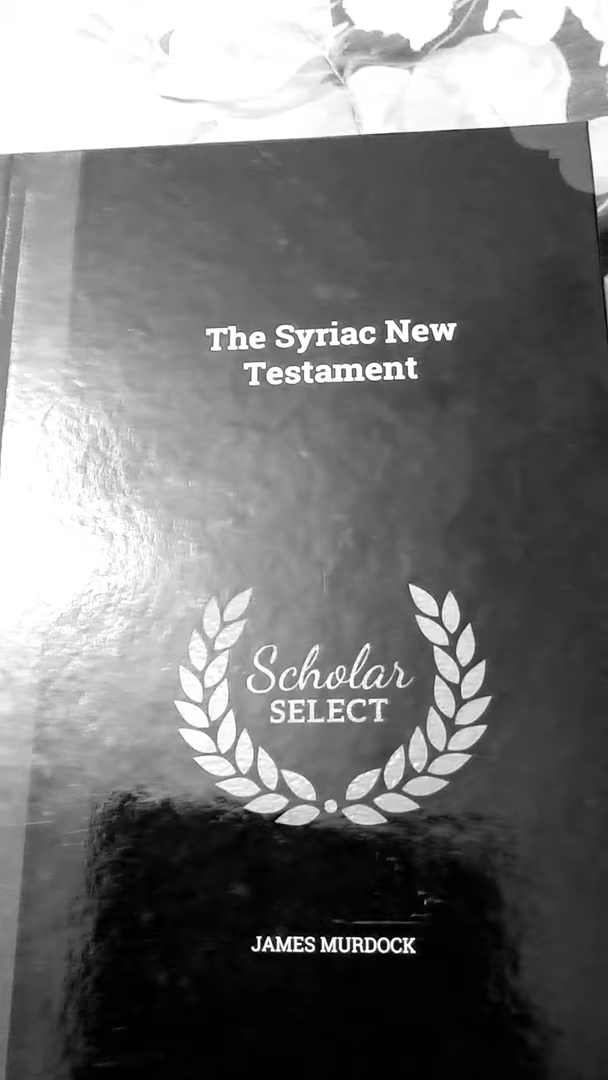 The Syriac New
Testament
Scholar
SELECT
JAMES MURDOCK